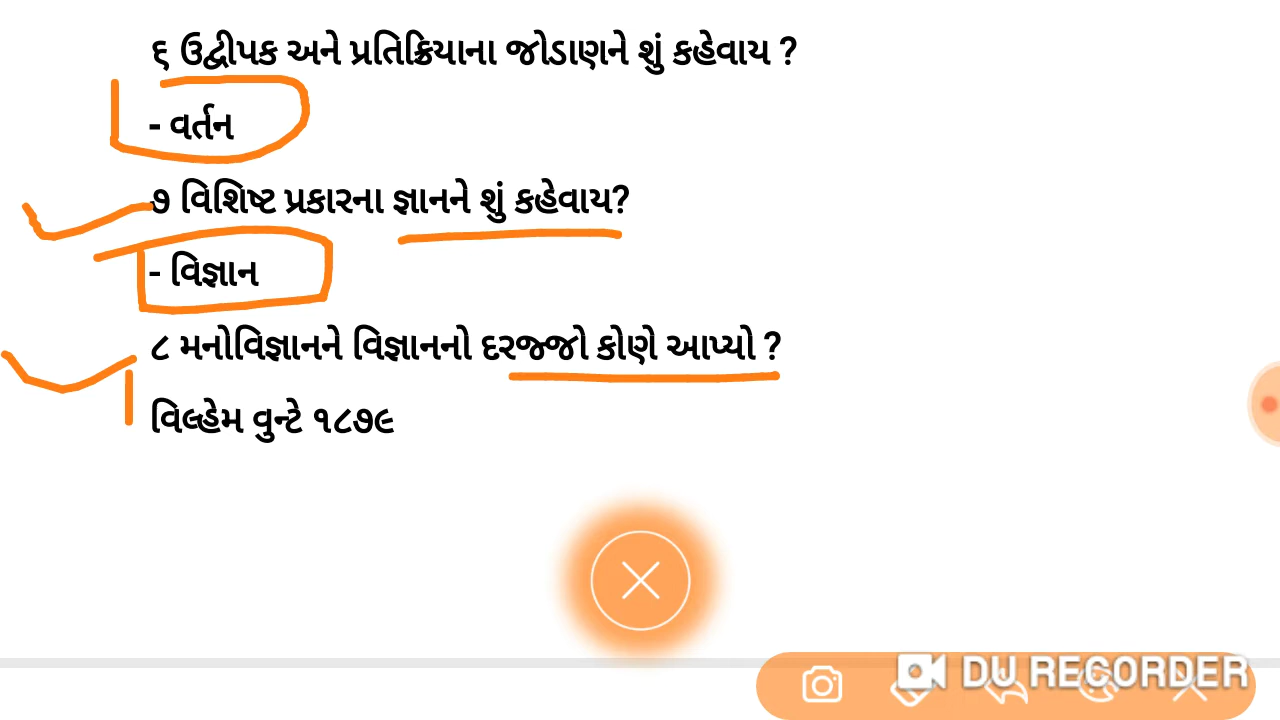 ૬ ઉદ્વીપક અને પ્રતિક્રિયાના જોડાણને શું કહેવાય ?
- વર્તન
૭ વિશિષ્ટ પ્રકારના જ્ઞાનને શું કહેવાય?
- વિજ્ઞાન
૮ મનોવિજ્ઞાનને વિજ્ઞાનનો દરજ્જો કોણે આપ્યો ?
વિલ્હેમ વુન્ટે ૧૮૭૯
DU RECORDER